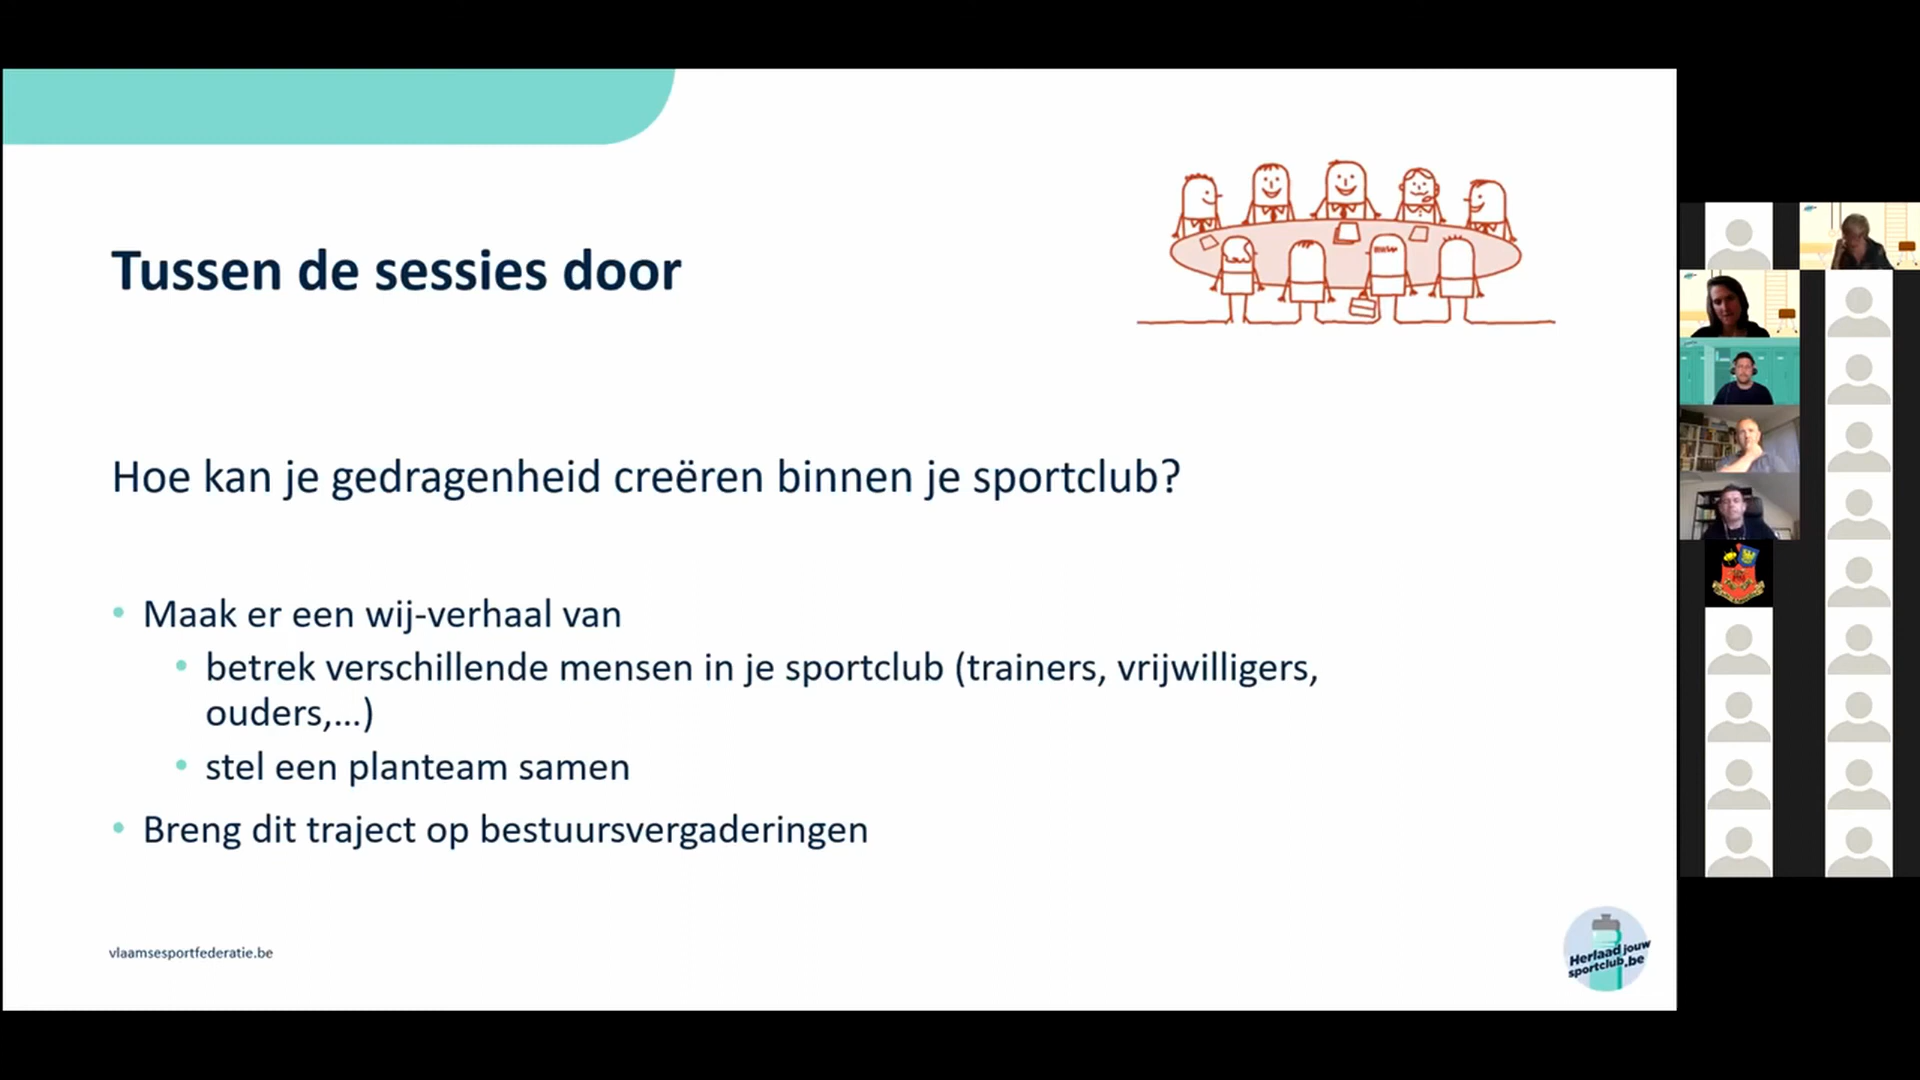 Tussen de sessies door
Hoe kan je gedragenheid creëren binnen je sportclub?
• Maak er een wij-verhaal van
• betrek verschillende mensen in je sportclub (trainers, vrijwilligers,
ouders,...)
• stel een planteam samen
• Breng dit traject op bestuursvergaderingen
vlaamsesportfederatie.be
Herlaad jouw
sportclub.be